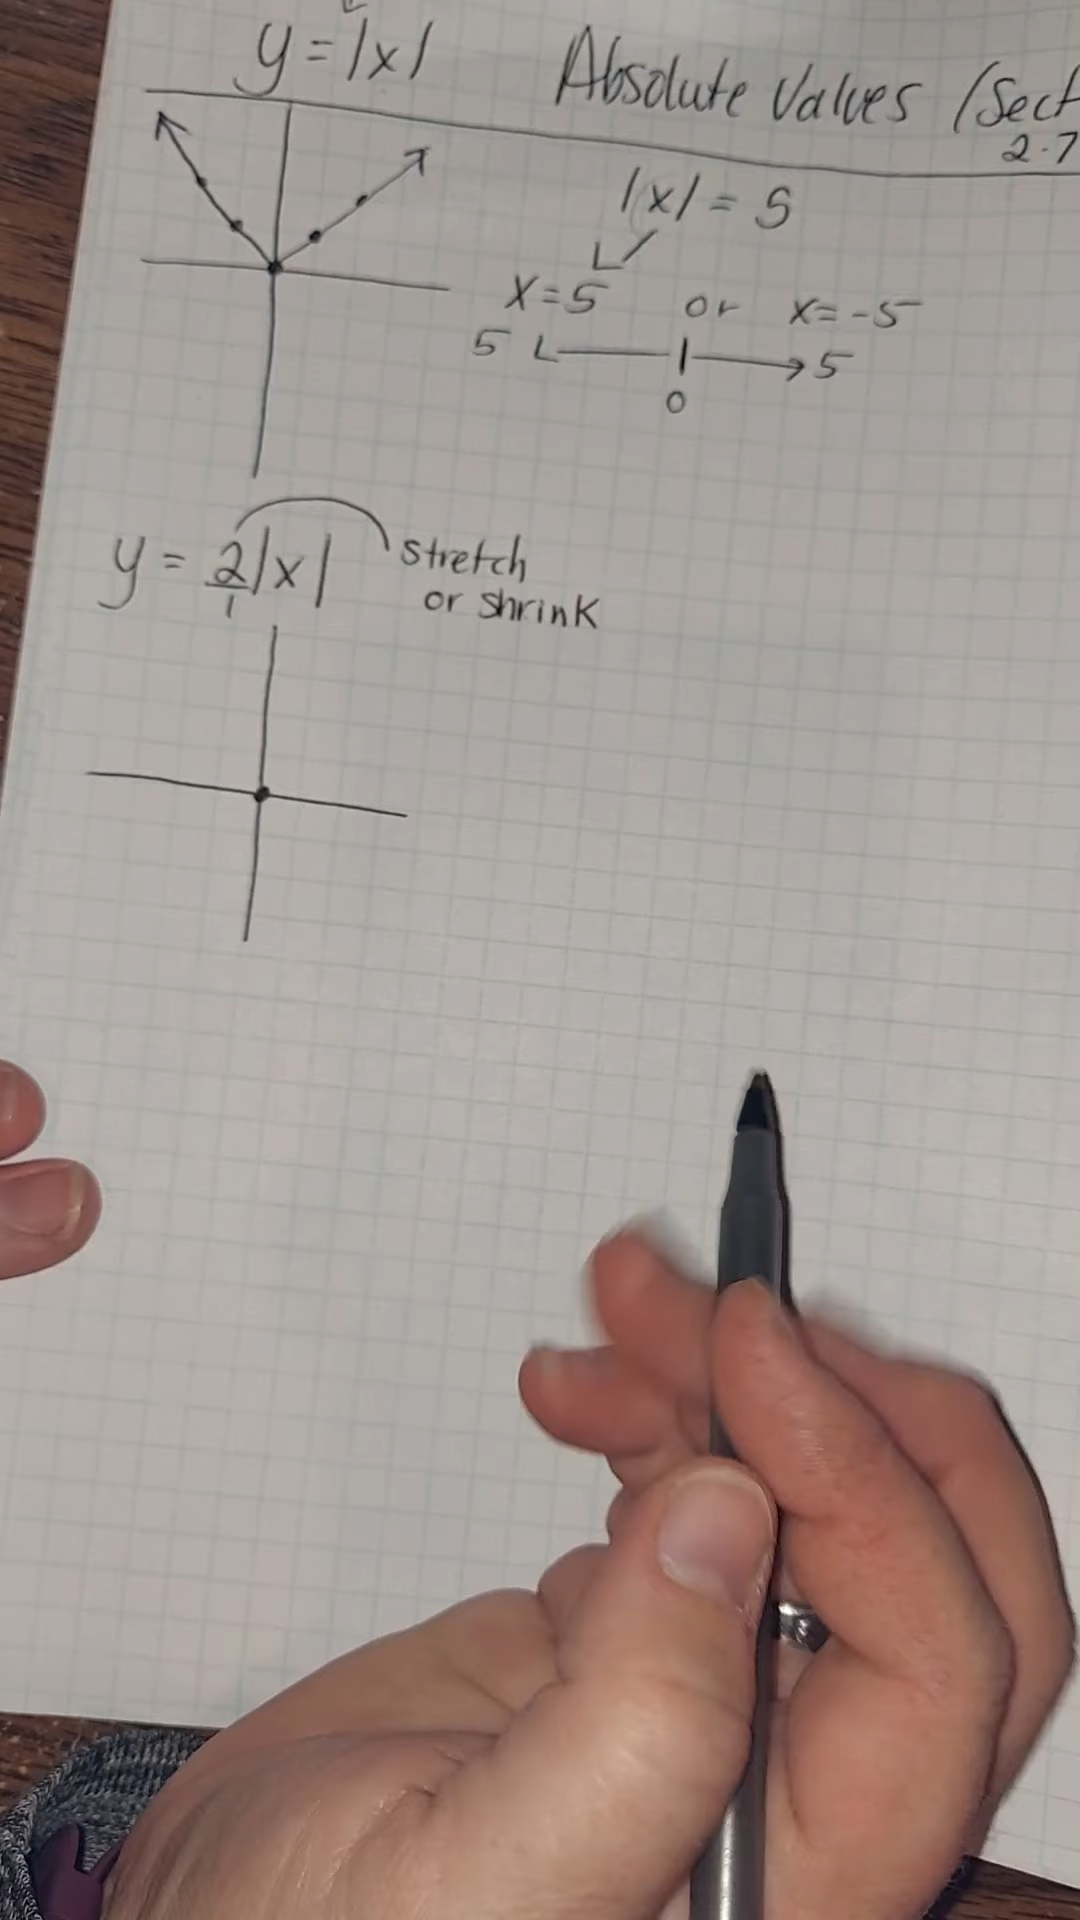 y = |x|
Absolute Values (Sect
2.7
|x| = 5
x = 5 or x = -5
5 5
0
y = 2|x| stretch
1 or shrink